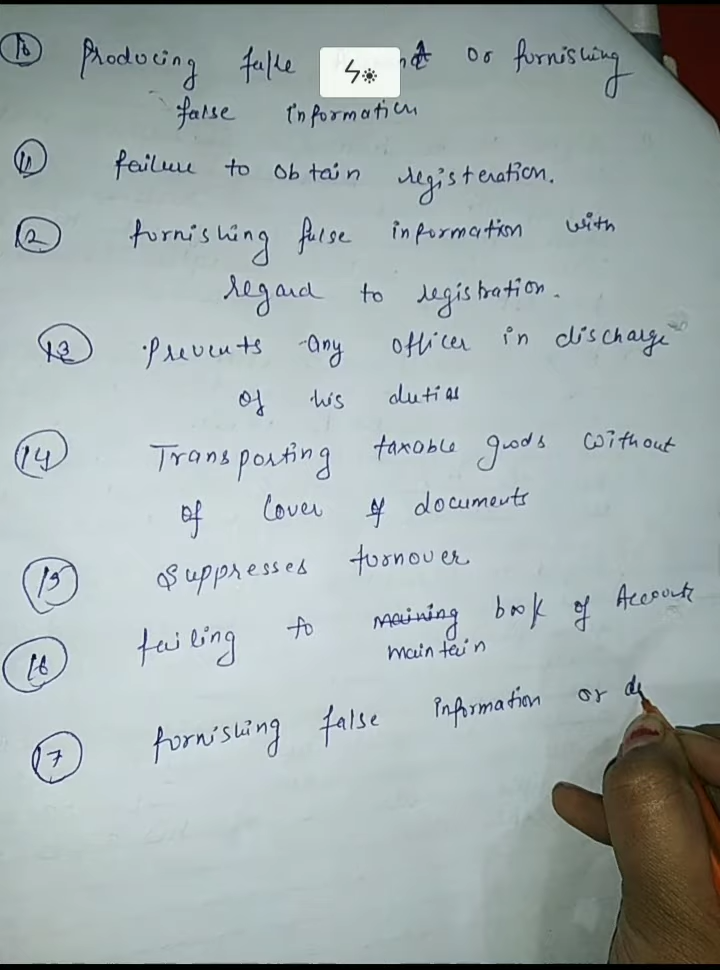 10 Producing false or furnishing
false information
11 failure to obtain registeration.
12 furnishing false information with
regard to registration.
13 Prevents any officer in discharge
of his duties
14 Transporting taxable goods without
of cover of documents
15 Suppresses turnover
16 failing to maining book of Account
maintain
17 furnishing false information or